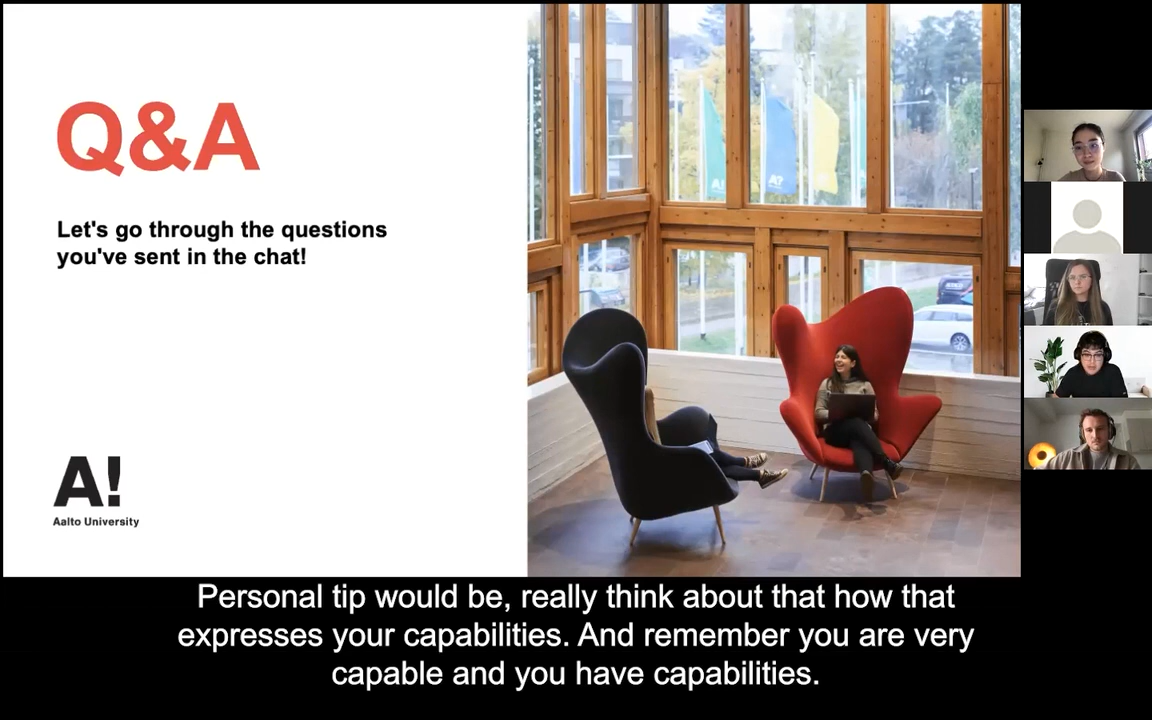 Q&A
Let's go through the questions
you've sent in the chat!
A!
Aalto University
A!
A?
Personal tip would be, really think about that how that
expresses your capabilities. And remember you are very
capable and you have capabilities.